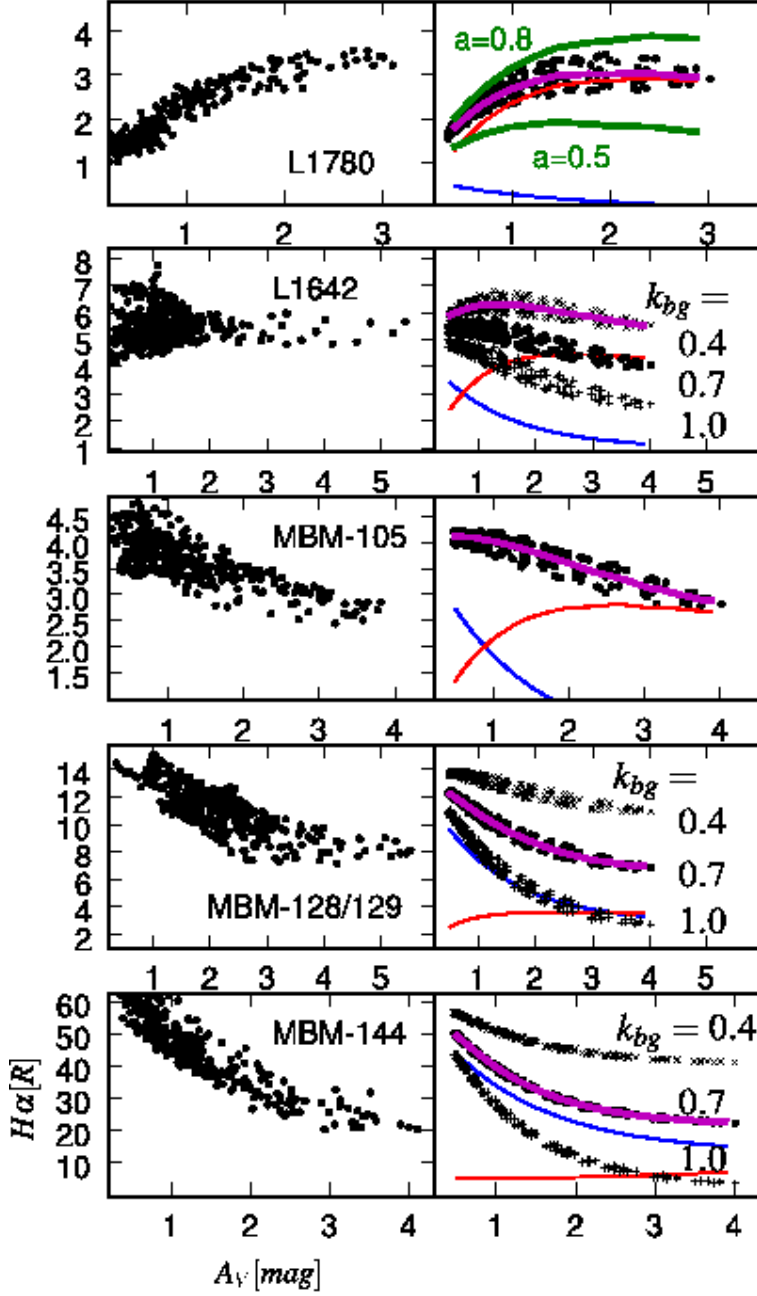 4
3
2
1
L1780
a=0.8
a=0.5
1 2 3 1 2 3
8
7
6
5
4
3
2
1
L1642
k_bg =
0.4
0.7
1.0
1 2 3 4 5 1 2 3 4 5
4.5
4.0
3.5
3.0
2.5
2.0
1.5
MBM-105
1 2 3 4 1 2 3 4
14
12
10
8
6
4
2
MBM-128/129
k_bg =
0.4
0.7
1.0
1 2 3 4 5 1 2 3 4 5
60
50
40
30
20
10
MBM-144
k_bg = 0.4
0.7
1.0
Hα[R]
1 2 3 4 1 2 3 4
A_V [mag]